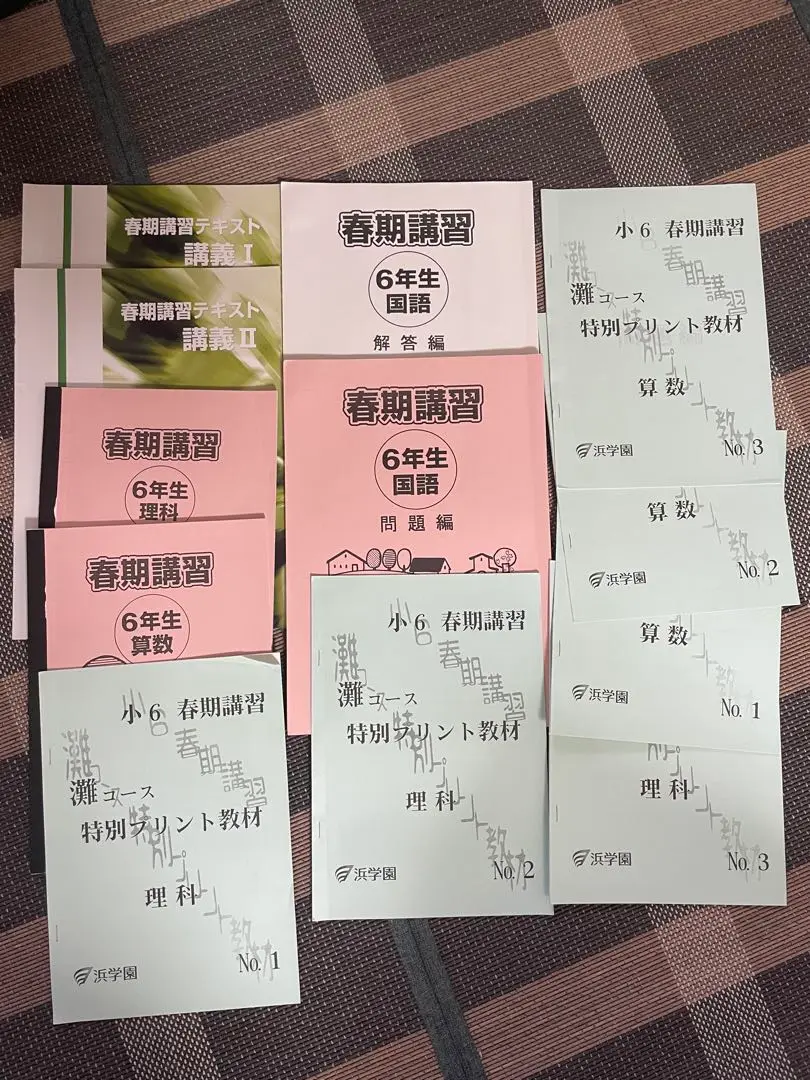 春期講習テキスト
講義Ⅰ
春期講習テキスト
講義Ⅱ
春期講習
6年生
理科
春期講習
6年生
算数
小6 春期講習
灘コース
特別プリント教材
理科
浜学園
No. 1
春期講習
6年生
国語
解答編
春期講習
6年生
国語
問題編
小6 春期講習
灘コース
特別プリント教材
理科
浜学園
No. 2
小6 春期講習
灘コース
特別プリント教材
算数
浜学園
No. 3
算数
浜学園
No. 2
算数
浜学園
No. 1
理科
浜学園
No. 3